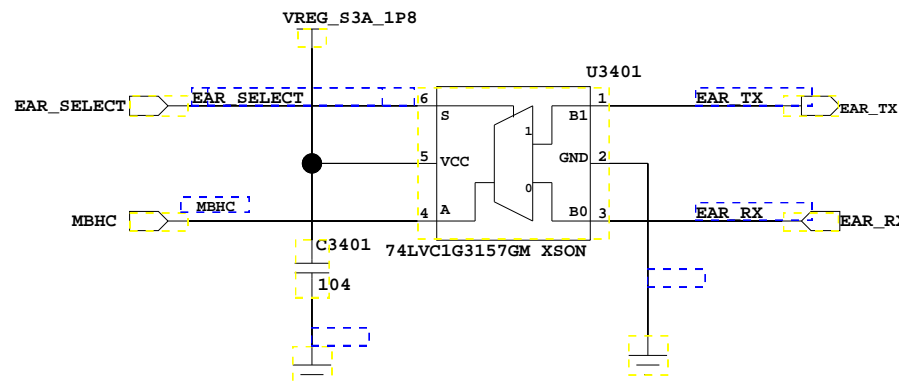 VREG_S3A_1P8
U3401
EAR_SELECT
EAR_SELECT
6
1
EAR_TX
EAR_TX
S
B1
1
5
VCC
GND
2
0
MBHC
MBHC
4
A
B0
3
EAR_RX
EAR_RX
C3401
74LVC1G3157GM XSON
104